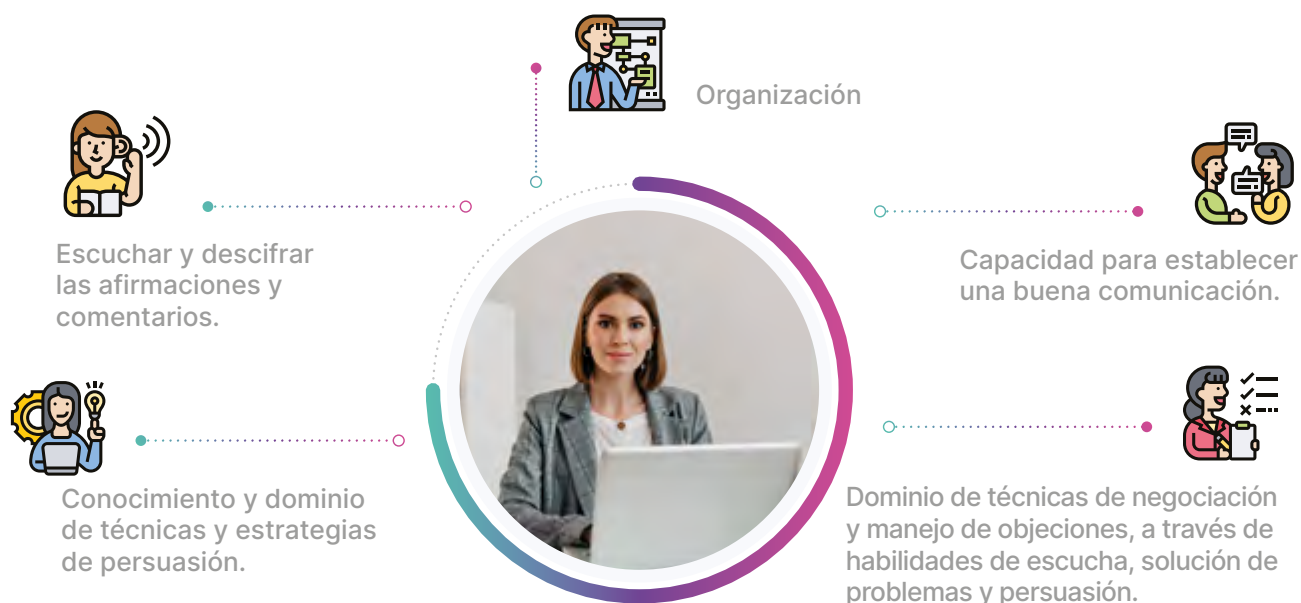 Organización
Escuchar y descifrar
las afirmaciones y
comentarios.
Capacidad para establecer
una buena comunicación.
Conocimiento y dominio
de técnicas y estrategias
de persuasión.
Dominio de técnicas de negociación
y manejo de objeciones, a través de
habilidades de escucha, solución de
problemas y persuasión.